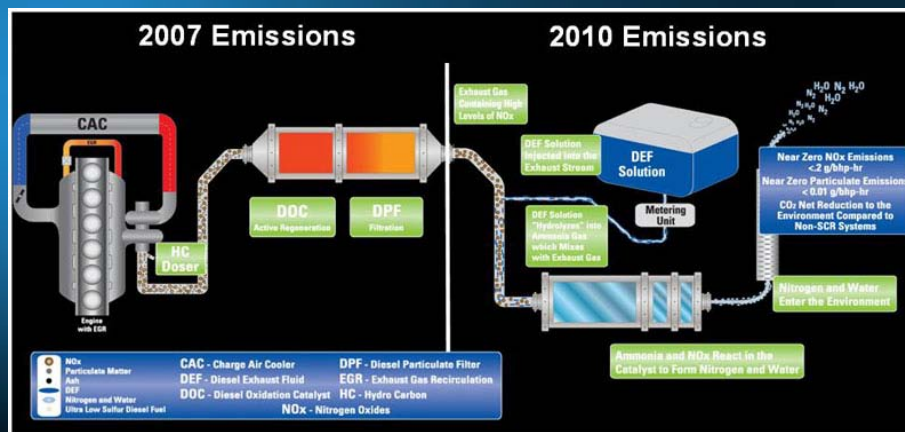 2007 Emissions
2010 Emissions
CAC
EGR
HC
Doser
Engine
with EGR
DOC
Active Regeneration
DPF
Filtration
Exhaust Gas
Containing High
Levels of NOx
DEF Solution
Injected into the
Exhaust Stream
DEF
Solution
Metering
Unit
DEF Solution
"Hydrolyzes" into
Ammonia Gas
which Mixes
with Exhaust Gas
H₂O N₂ H₂O
N₂ H₂O
Near Zero NOx Emissions
<.2 g/bhp-hr
Near Zero Particulate Emissions
< 0.01 g/bhp-hr
CO₂ Net Reduction to the
Environment Compared to
Non-SCR Systems
Nitrogen and Water
Enter the Environment
Ammonia and NOx React in the
Catalyst to Form Nitrogen and Water
NOx
Particulate Matter
Ash
DEF
Nitrogen and Water
Ultra Low Sulfur Diesel Fuel
CAC - Charge Air Cooler
DEF - Diesel Exhaust Fluid
DOC - Diesel Oxidation Catalyst
DPF - Diesel Particulate Filter
EGR - Exhaust Gas Recirculation
HC - Hydro Carbon
NOx - Nitrogen Oxides